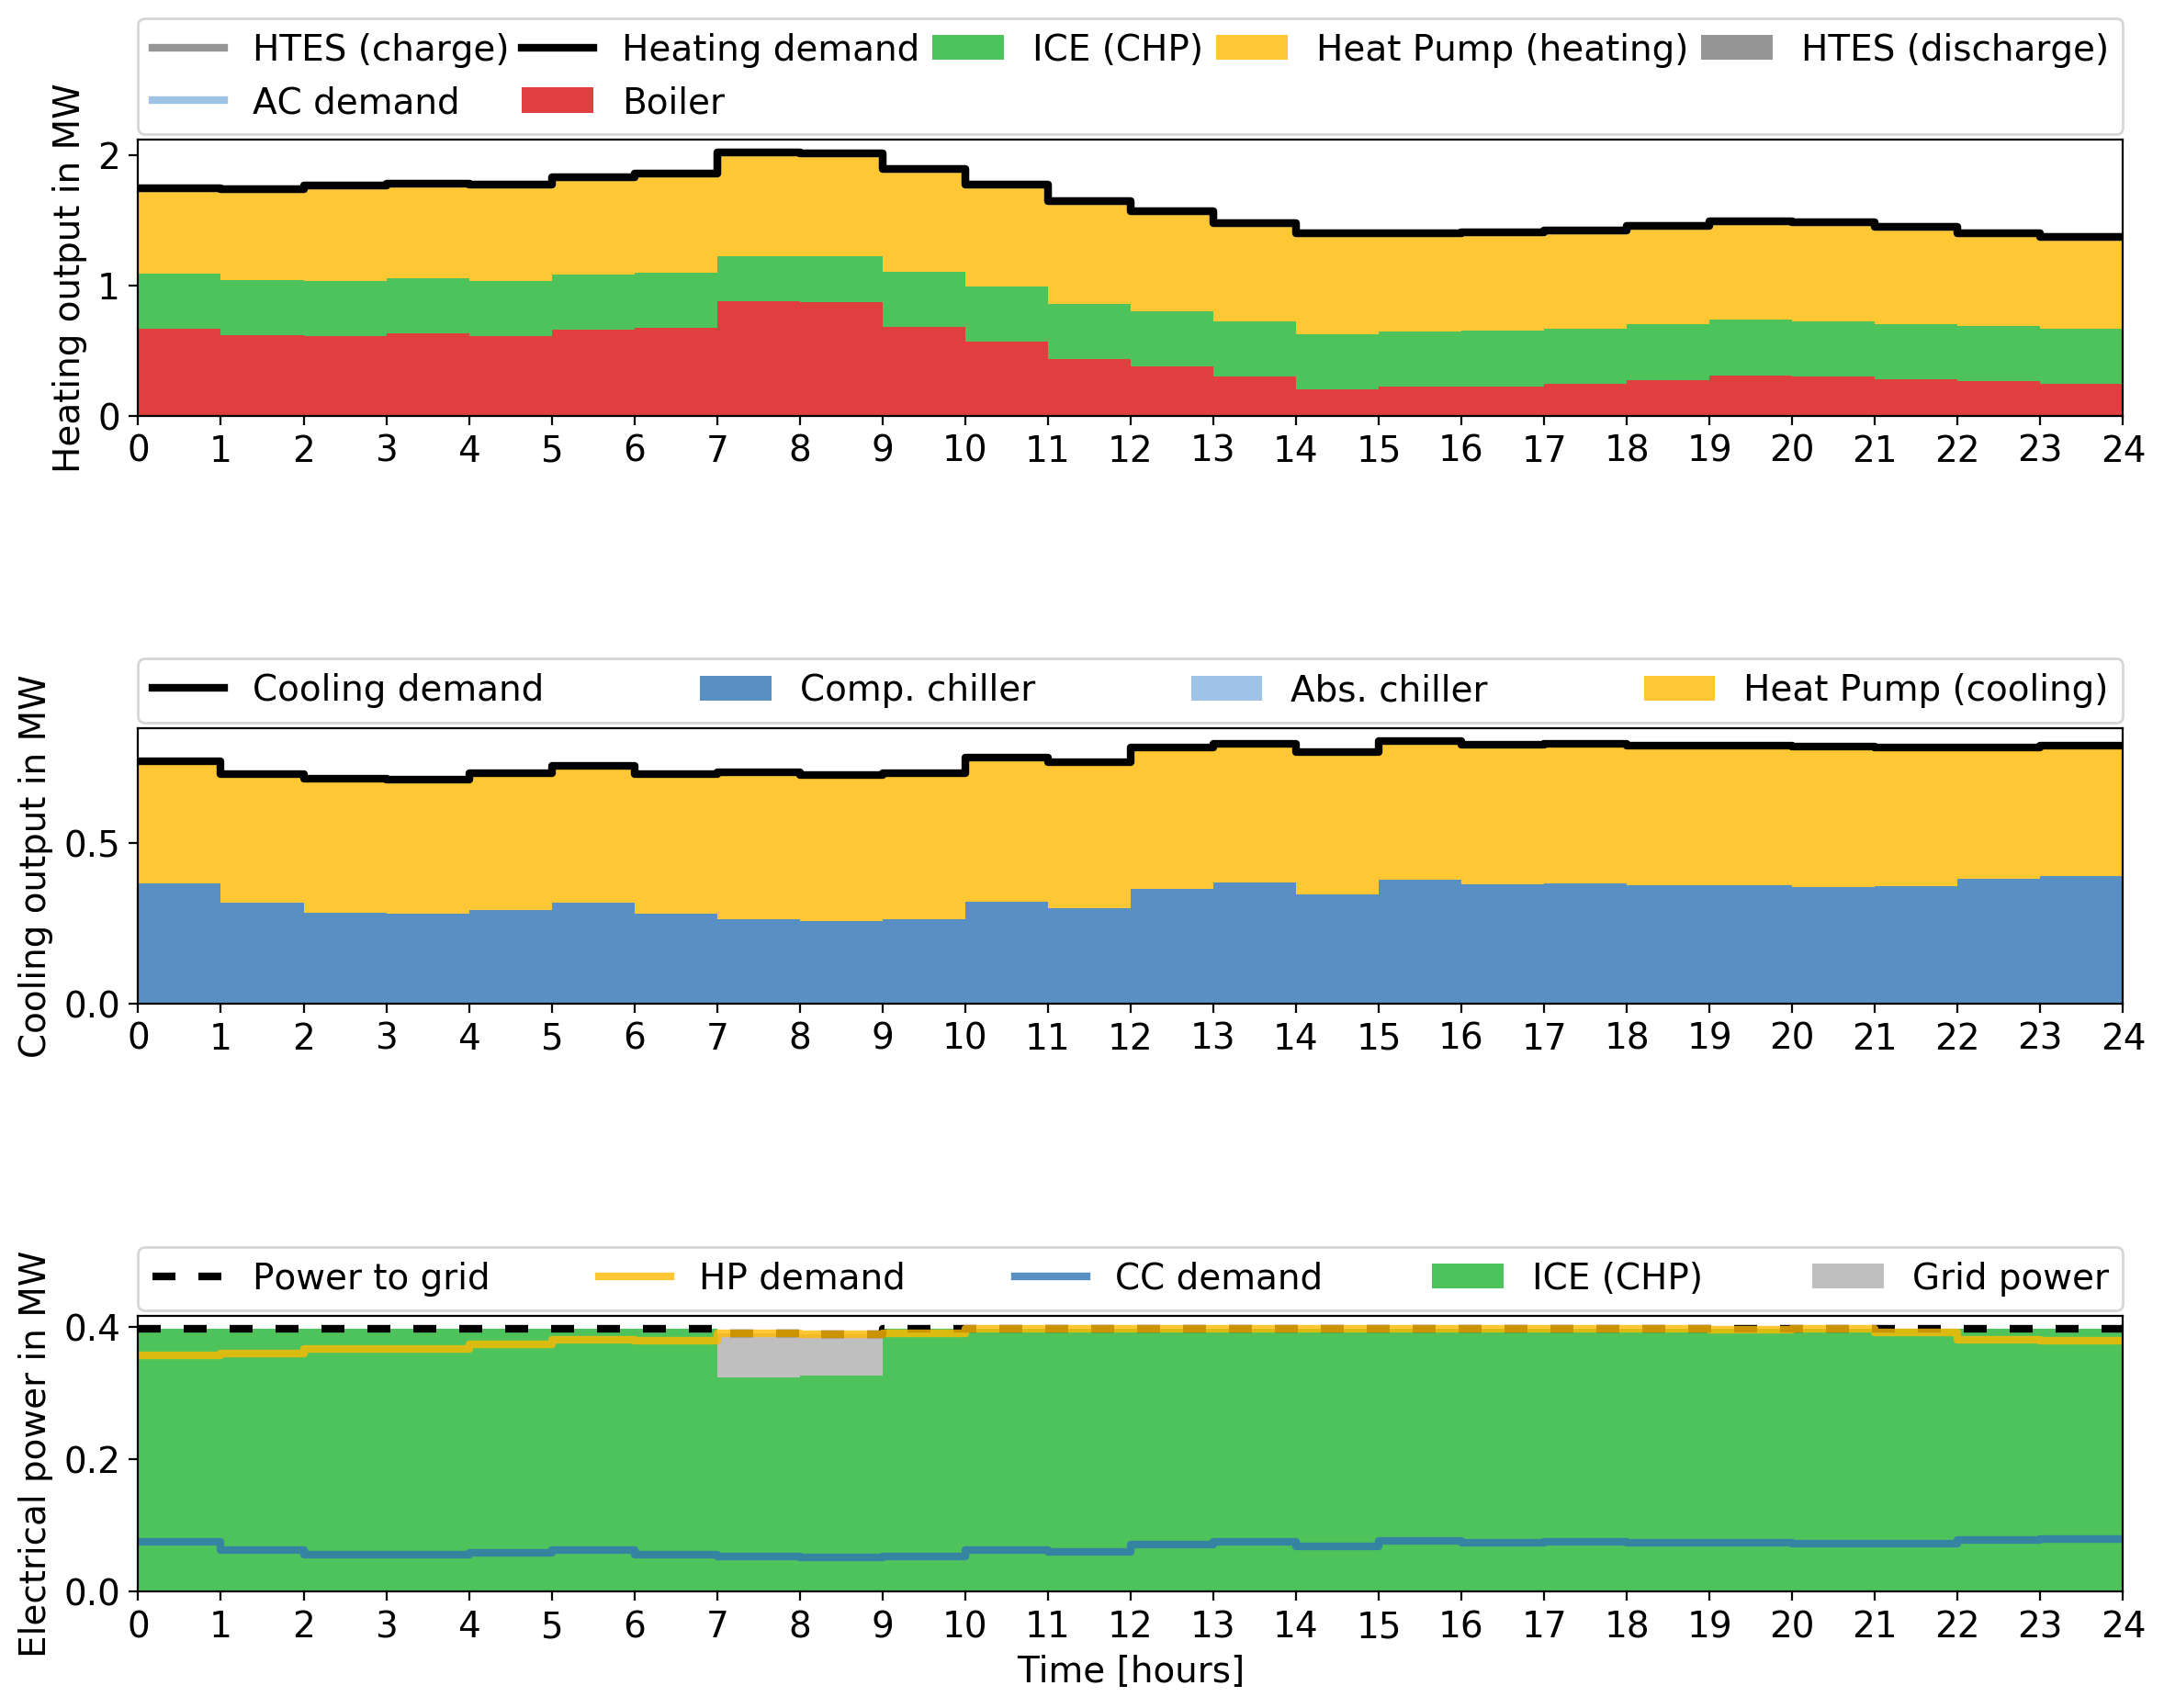 HTES (charge) Heating demand ICE (CHP) Heat Pump (heating) HTES (discharge)
AC demand Boiler
Heating output in MW
2
1
0
0 1 2 3 4 5 6 7 8 9 10 11 12 13 14 15 16 17 18 19 20 21 22 23 24
Cooling demand Comp. chiller Abs. chiller Heat Pump (cooling)
Cooling output in MW
0.5
0.0
0 1 2 3 4 5 6 7 8 9 10 11 12 13 14 15 16 17 18 19 20 21 22 23 24
Power to grid HP demand CC demand ICE (CHP) Grid power
Electrical power in MW
0.4
0.2
0.0
0 1 2 3 4 5 6 7 8 9 10 11 12 13 14 15 16 17 18 19 20 21 22 23 24
Time [hours]